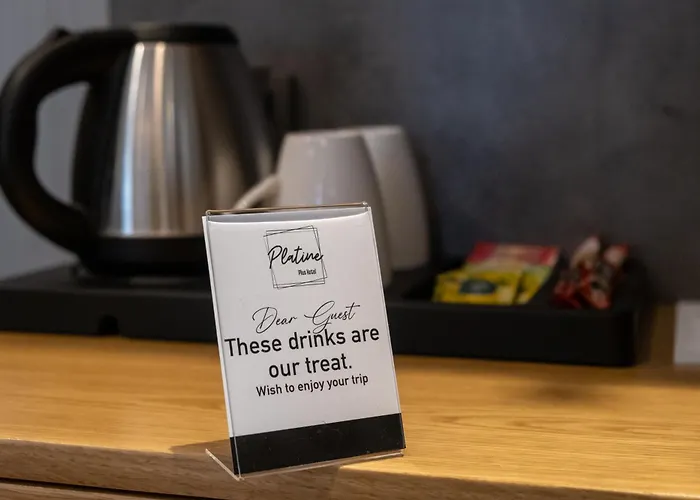 Platine
Plus Hotel
Dear Guest
These drinks are
our treat.
Wish to enjoy your trip